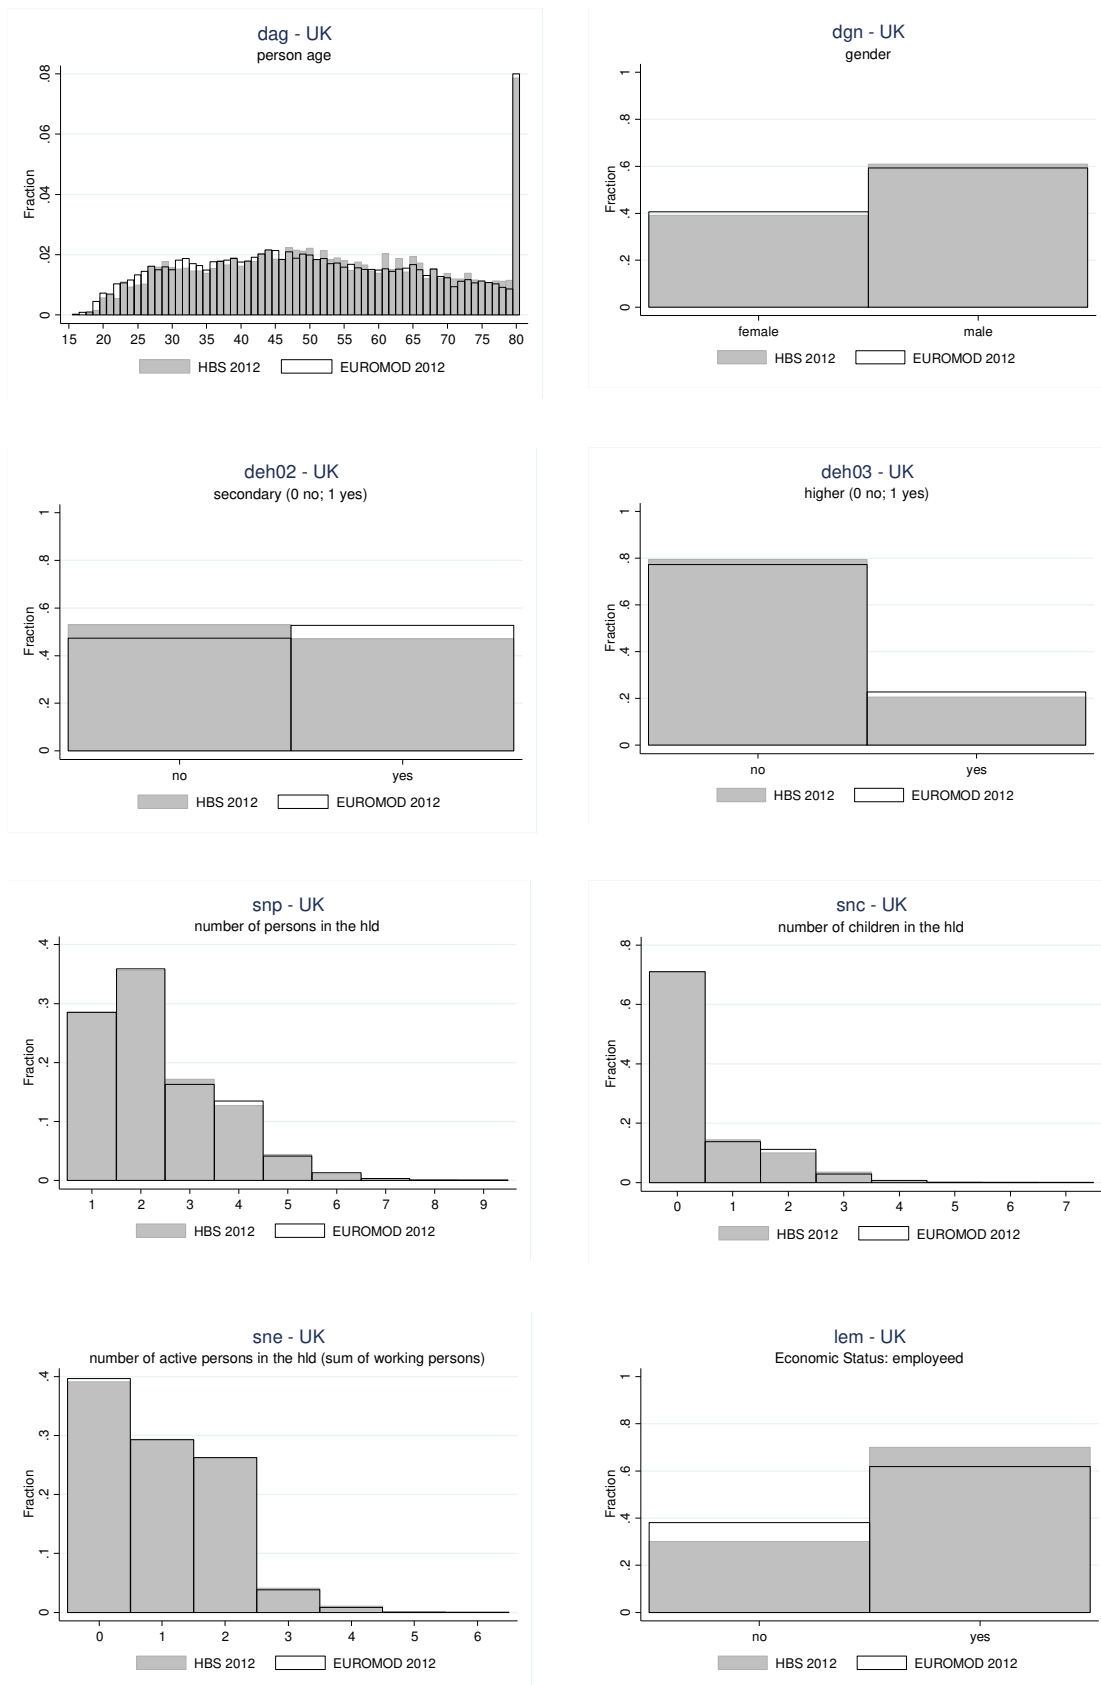 dag - UK
person age
Fraction
0 .02 .04 .06 .08
15 20 25 30 35 40 45 50 55 60 65 70 75 80
HBS 2012 EUROMOD 2012
dgn - UK
gender
Fraction
0 .2 .4 .6 .8 1
female male
HBS 2012 EUROMOD 2012
deh02 - UK
secondary (0 no; 1 yes)
Fraction
0 .2 .4 .6 .8 1
no yes
HBS 2012 EUROMOD 2012
deh03 - UK
higher (0 no; 1 yes)
Fraction
0 .2 .4 .6 .8 1
no yes
HBS 2012 EUROMOD 2012
snp - UK
number of persons in the hld
Fraction
0 .1 .2 .3 .4
1 2 3 4 5 6 7 8 9
HBS 2012 EUROMOD 2012
snc - UK
number of children in the hld
Fraction
0 .2 .4 .6 .8
0 1 2 3 4 5 6 7
HBS 2012 EUROMOD 2012
sne - UK
number of active persons in the hld (sum of working persons)
Fraction
0 .1 .2 .3 .4
0 1 2 3 4 5 6
HBS 2012 EUROMOD 2012
lem - UK
Economic Status: employeed
Fraction
0 .2 .4 .6 .8 1
no yes
HBS 2012 EUROMOD 2012